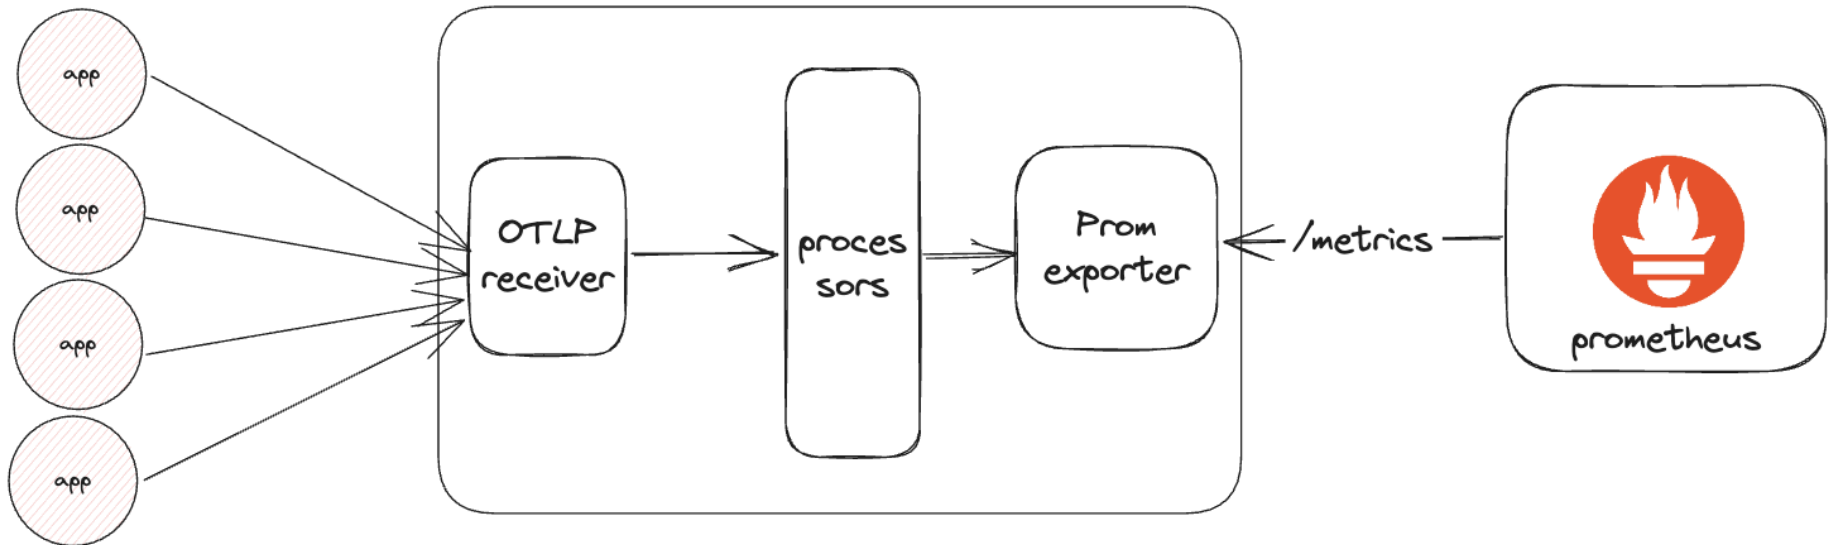 app
app
app
app
OTLP
receiver
proces
sors
Prom
exporter
/metrics
prometheus